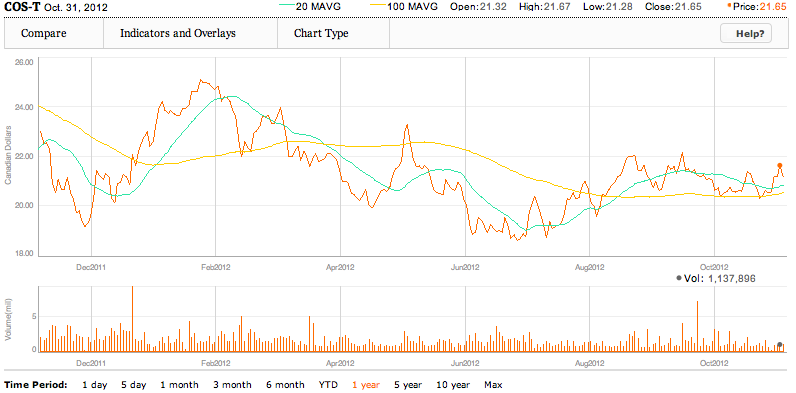 COS-T Oct. 31, 2012 20 MAVG 100 MAVG Open:21.32 High:21.67 Low:21.28 Close:21.65 Price:21.65
Compare Indicators and Overlays Chart Type Help?
26.00
24.00
22.00
20.00
18.00
Canadian Dollars
Dec2011 Feb2012 Apr2012 Jun2012 Aug2012 Oct2012
Vol: 1,137,896
5
0
Volume(mil)
Dec2011 Feb2012 Apr2012 Jun2012 Aug2012 Oct2012
Time Period: 1 day 5 day 1 month 3 month 6 month YTD 1 year 5 year 10 year Max